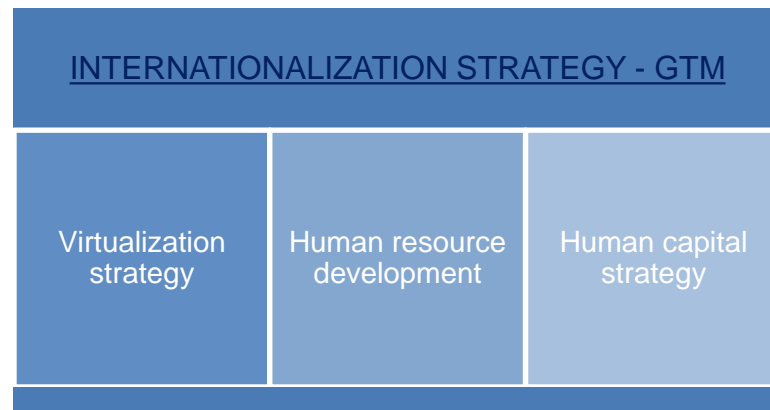 INTERNATIONALIZATION STRATEGY - GTM
Virtualization
strategy
Human resource
development
Human capital
strategy